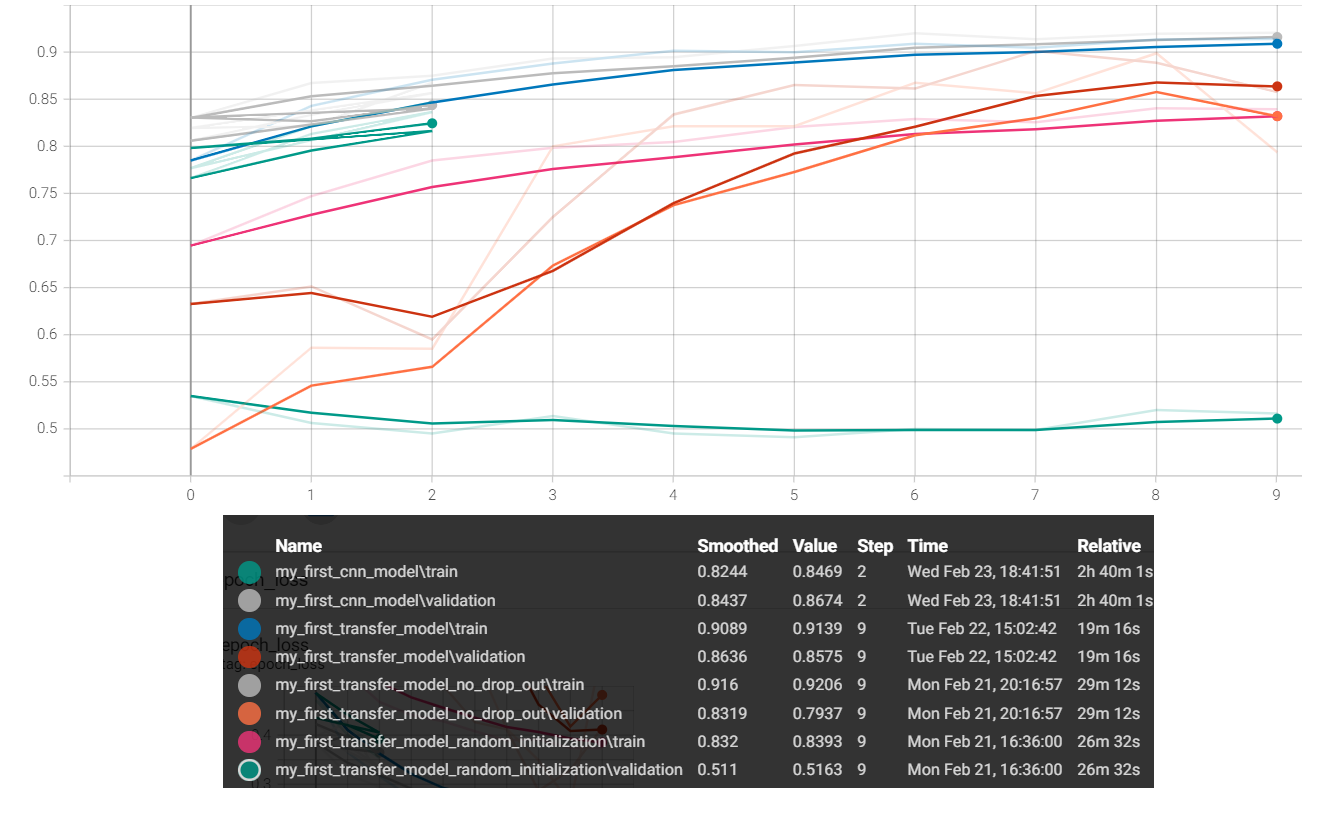 0.9
0.85
0.8
0.75
0.7
0.65
0.6
0.55
0.5
0 1 2 3 4 5 6 7 8 9
Name Smoothed Value Step Time Relative
my_first_cnn_model\train 0.8244 0.8469 2 Wed Feb 23, 18:41:51 2h 40m 1s
epoch_loss
my_first_cnn_model\validation 0.8437 0.8674 2 Wed Feb 23, 18:41:51 2h 40m 1s
my_first_transfer_model\train 0.9089 0.9139 9 Tue Feb 22, 15:02:42 19m 16s
epoch_loss
my_first_transfer_model\validation 0.8636 0.8575 9 Tue Feb 22, 15:02:42 19m 16s
tag: epoch_loss
my_first_transfer_model_no_drop_out\train 0.916 0.9206 9 Mon Feb 21, 20:16:57 29m 12s
my_first_transfer_model_no_drop_out\validation 0.8319 0.7937 9 Mon Feb 21, 20:16:57 29m 12s
my_first_transfer_model_random_initialization\train 0.832 0.8393 9 Mon Feb 21, 16:36:00 26m 32s
my_first_transfer_model_random_initialization\validation 0.511 0.5163 9 Mon Feb 21, 16:36:00 26m 32s
0.3